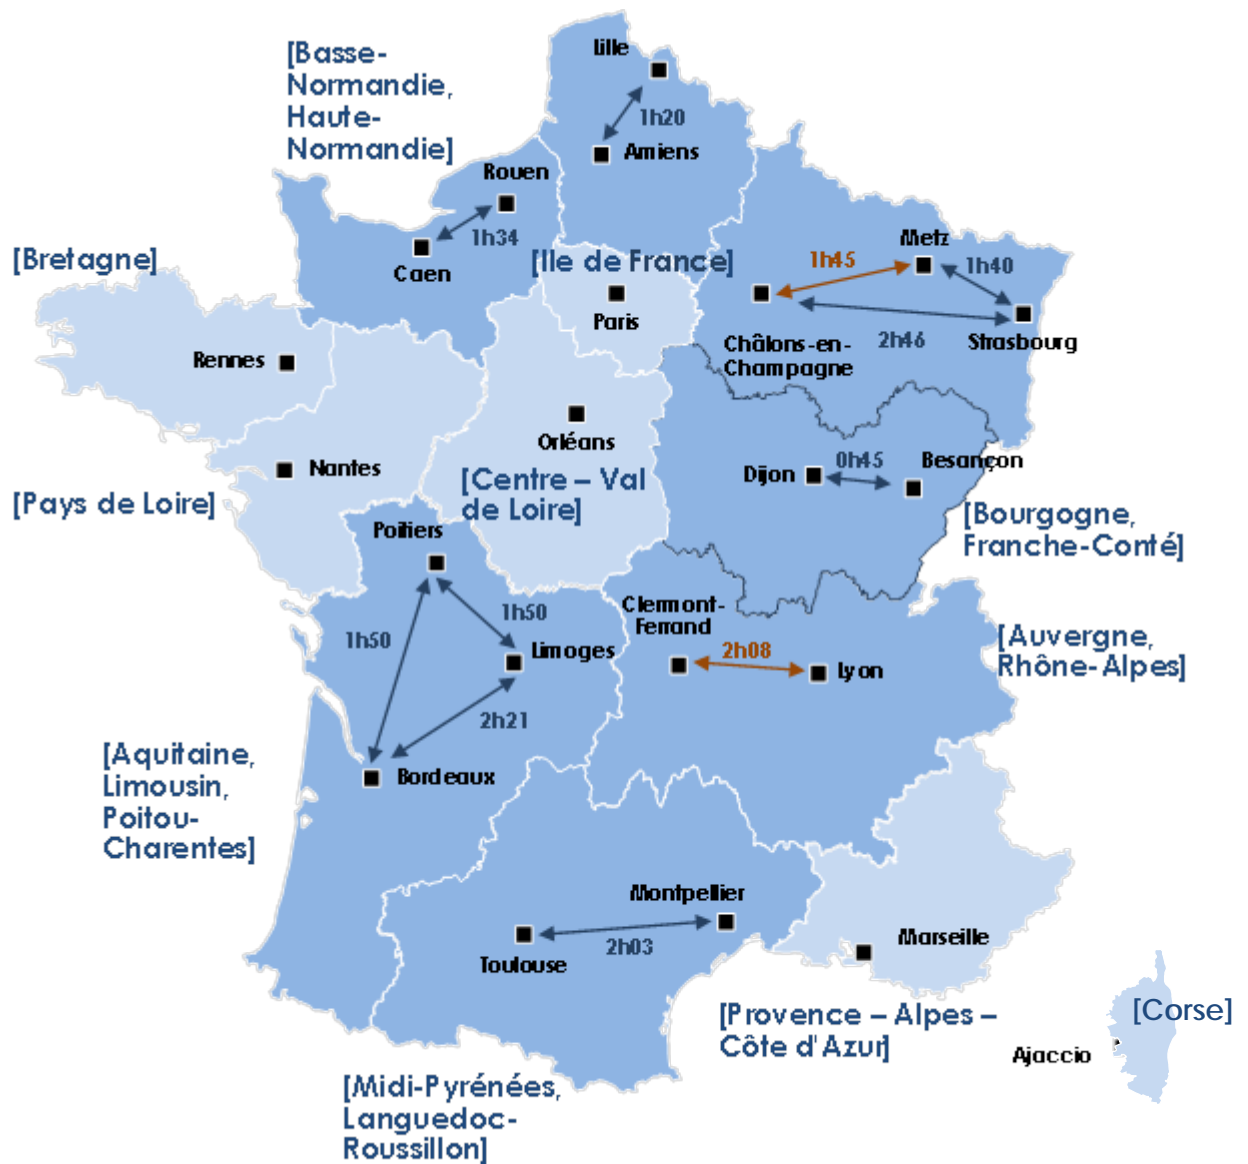 Lille
[Basse-
Normandie,
Haute-
Normandie]
1h20
Amiens
Rouen
1h34
Caen
[Bretagne]
[Ile de France]
Paris
Metz
1h45
1h40
2h46
Strasbourg
Châlons-en-
Champagne
Rennes
Orléans
Nantes
[Pays de Loire]
[Centre – Val
de Loire]
Dijon
0h45
Besançon
[Bourgogne,
Franche-Conté]
Poitiers
1h50
1h50
Limoges
2h21
Bordeaux
[Aquitaine,
Limousin,
Poitou-
Charentes]
Clermont-
Ferrand
2h08
Lyon
[Auvergne,
Rhône-Alpes]
Montpellier
2h03
Toulouse
Marseille
[Provence – Alpes –
Côte d'Azur]
[Corse]
Ajaccio
[Midi-Pyrénées,
Languedoc-
Roussillon]